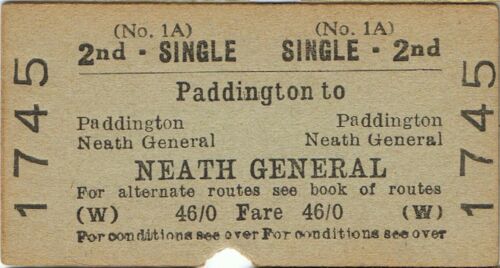 (No. 1A) (No. 1A)
2nd - SINGLE SINGLE - 2nd
Paddington to
Paddington Paddington
Neath General Neath General
NEATH GENERAL
For alternate routes see book of routes
(W) 46/0 Fare 46/0 (W)
For conditions see over For conditions see over
1745
1745